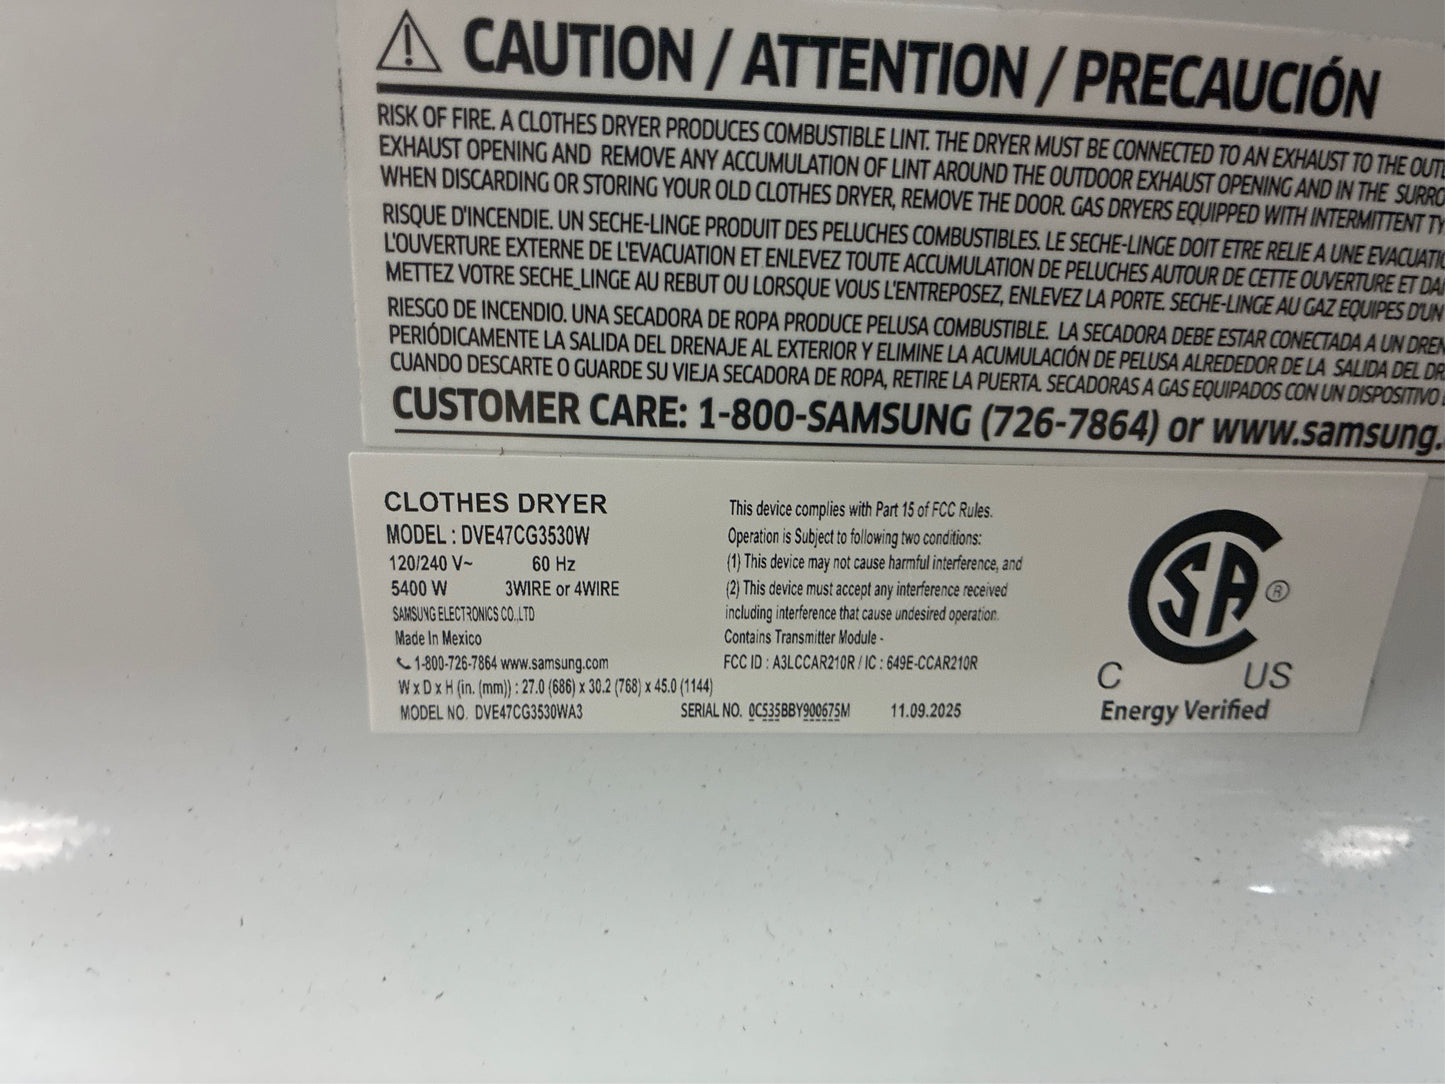 CAUTION / ATTENTION / PRECAUCIÓN
RISK OF FIRE. A CLOTHES DRYER PRODUCES COMBUSTIBLE LINT. THE DRYER MUST BE CONNECTED TO AN EXHAUST TO THE
EXHAUST OPENING AND REMOVE ANY ACCUMULATION OF LINT AROUND THE OUTDOOR EXHAUST OPENING AND IN THE
WHEN DISCARDING OR STORING YOUR OLD CLOTHES DRYER, REMOVE THE DOOR. GAS DRYERS EQUIPPED WITH INTERMITTENT
RISQUE D'INCENDIE. UN SECHE-LINGE PRODUIT DES PELUCHES COMBUSTIBLES. LE SECHE-LINGE DOIT ETRE RELIE A UNE
L'OUVERTURE EXTERNE DE L'EVACUATION ET ENLEVEZ TOUTE ACCUMULATION DE PELUCHES AUTOUR DE CETTE OUVERTURE ET
METTEZ VOTRE SECHE_LINGE AU REBUT OU LORSQUE VOUS L'ENTREPOSEZ, ENLEVEZ LA PORTE. SECHE-LINGE AU GAZ EQUIPES D'UN
RIESGO DE INCENDIO. UNA SECADORA DE ROPA PRODUCE PELUSA COMBUSTIBLE. LA SECADORA DEBE ESTAR CONECTADA A UN
PERIÓDICAMENTE LA SALIDA DEL DRENAJE AL EXTERIOR Y ELIMINE LA ACUMULACIÓN DE PELUSA ALREDEDOR DE LA SALIDA DEL
CUANDO DESCARTE O GUARDE SU VIEJA SECADORA DE ROPA, RETIRE LA PUERTA. SECADORAS A GAS EQUIPADOS CON UN DISPOSITIVO
CUSTOMER CARE: 1-800-SAMSUNG (726-7864) or www.samsung.
CLOTHES DRYER
MODEL : DVE47CG3530W
120/240 V~ 60 Hz
5400 W 3WIRE or 4WIRE
SAMSUNG ELECTRONICS CO.,LTD
Made In Mexico
1-800-726-7864 www.samsung.com
W x D x H (in. (mm)) : 27.0 (686) x 30.2 (768) x 45.0 (1144)
MODEL NO. DVE47CG3530WA3 SERIAL NO. 0C535BBY900675M 11.09.2025
This device complies with Part 15 of FCC Rules.
Operation is Subject to following two conditions:
(1) This device may not cause harmful interference, and
(2) This device must accept any interference received
including interference that cause undesired operation.
Contains Transmitter Module -
FCC ID : A3LCCAR210R / IC : 649E-CCAR210R
CSA ®
C US
Energy Verified